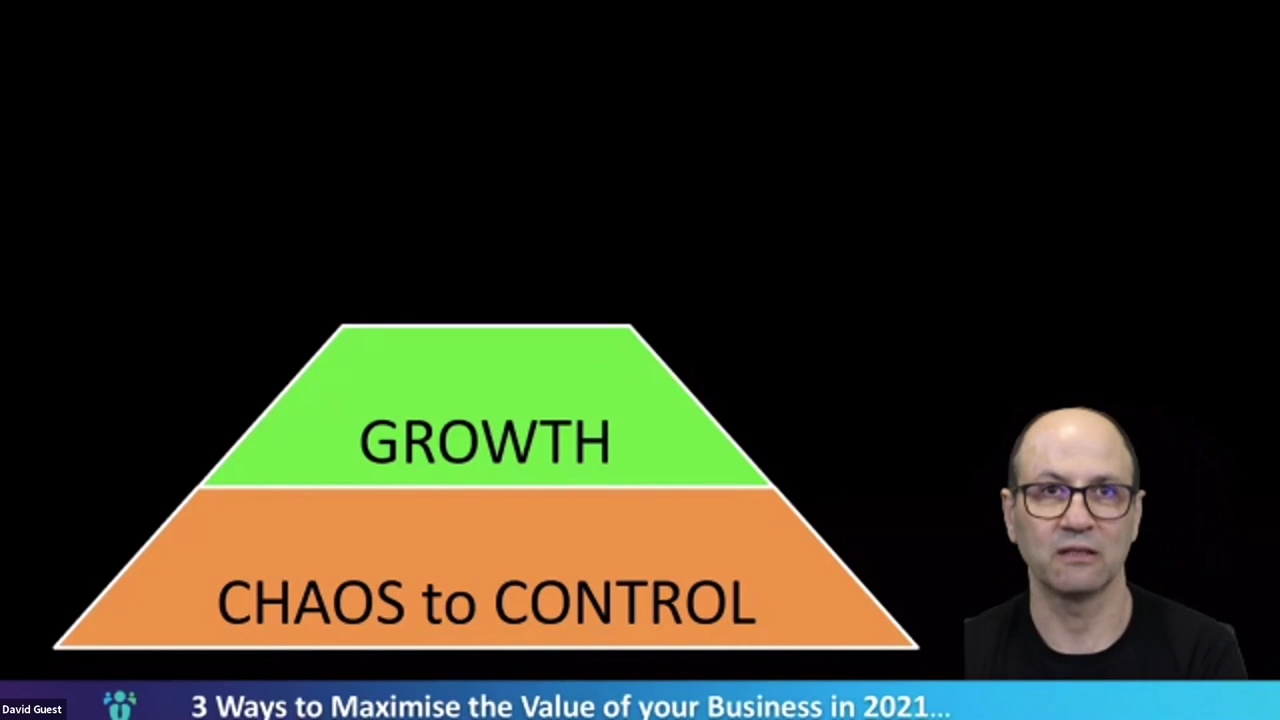 GROWTH
CHAOS to CONTROL
David Guest
3 Ways to Maximise the Value of your Business in 2021...